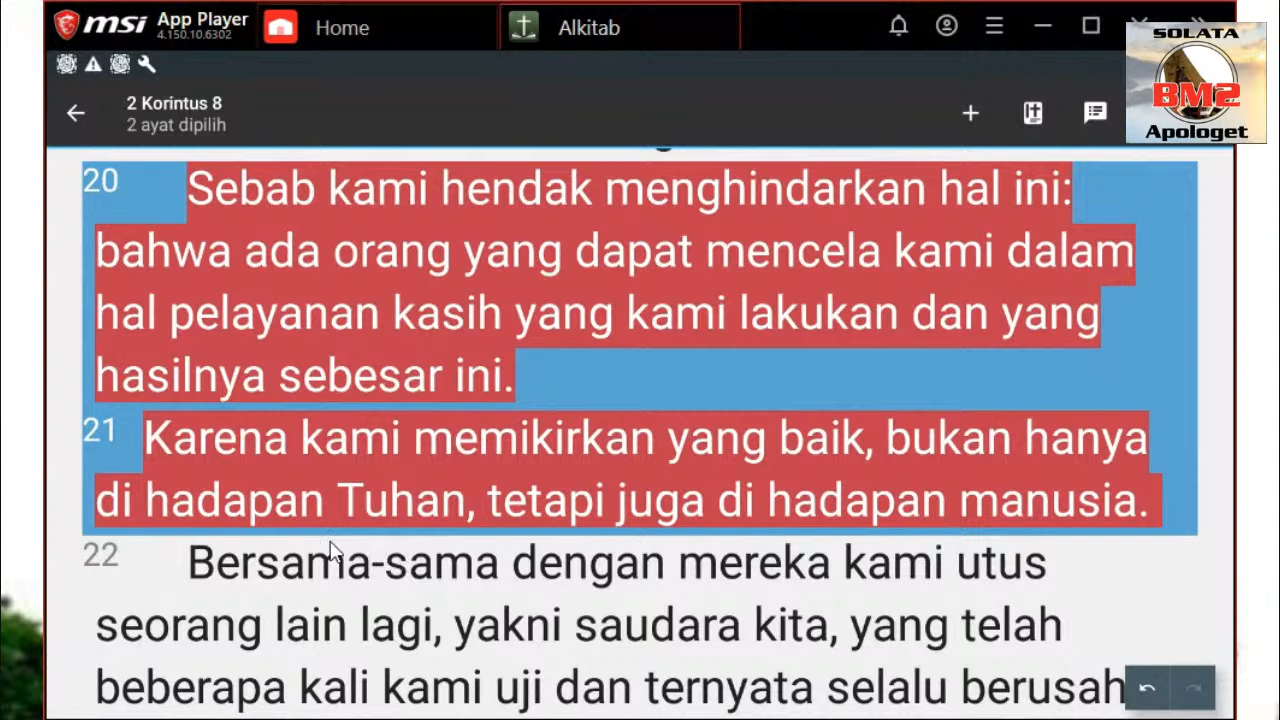 msi App Player
4.150.10.6302
Home
Alkitab
SOLATA
BM2
Apologet
2 Korintus 8
2 ayat dipilih
20 Sebab kami hendak menghindarkan hal ini:
bahwa ada orang yang dapat mencela kami dalam
hal pelayanan kasih yang kami lakukan dan yang
hasilnya sebesar ini.
21 Karena kami memikirkan yang baik, bukan hanya
di hadapan Tuhan, tetapi juga di hadapan manusia.
22 Bersama-sama dengan mereka kami utus
seorang lain lagi, yakni saudara kita, yang telah
beberapa kali kami uji dan ternyata selalu berusah